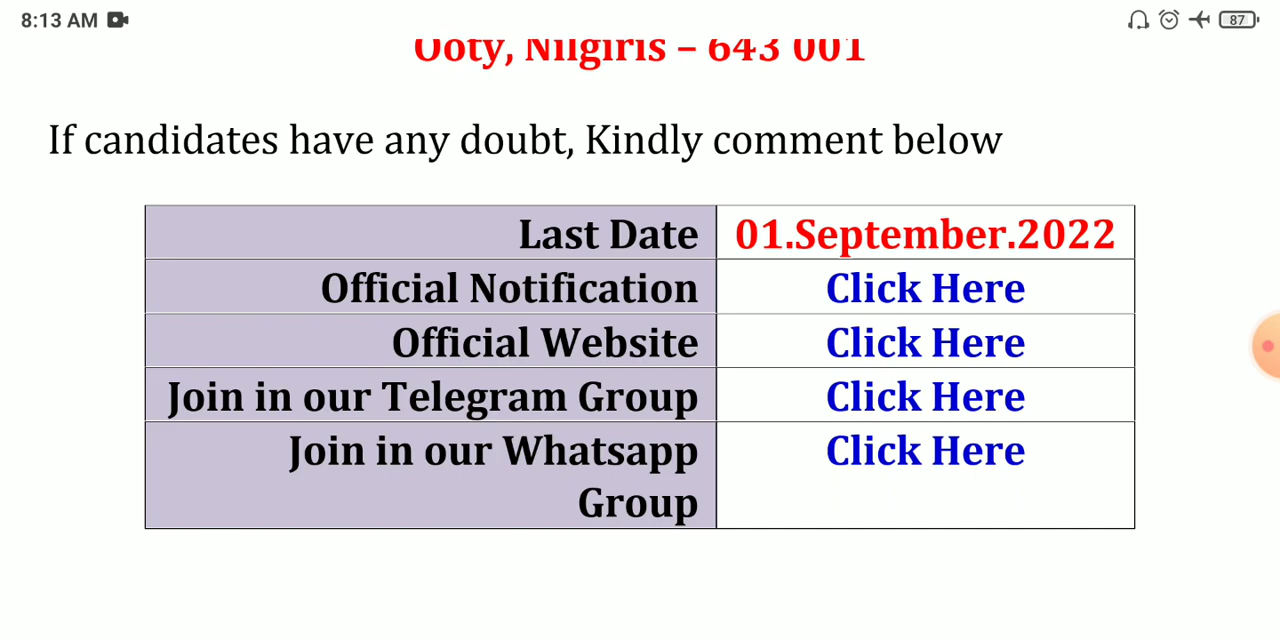 8:13 AM
87
Ooty, Nilgiris – 643 001
If candidates have any doubt, Kindly comment below
Last Date 01.September.2022
Official Notification Click Here
Official Website Click Here
Join in our Telegram Group Click Here
Join in our Whatsapp Click Here
Group